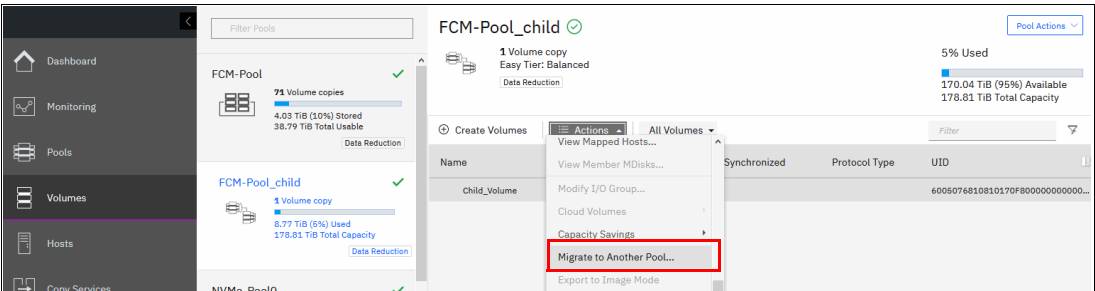 Dashboard
Monitoring
Pools
Volumes
Hosts
Copy Services
Filter Pools
FCM-Pool
71 Volume copies
4.03 TiB (10%) Stored
38.79 TiB Total Usable
Data Reduction
FCM-Pool_child
1 Volume copy
8.77 TiB (5%) Used
178.81 TiB Total Capacity
Data Reduction
NVMe-Pool0
FCM-Pool_child
1 Volume copy
Easy Tier: Balanced
Data Reduction
Pool Actions
5% Used
170.04 TiB (95%) Available
178.81 TiB Total Capacity
Create Volumes
Actions
All Volumes
Filter
Name
Synchronized
Protocol Type
UID
Child_Volume
6005076810810170F800000000000...
View Mapped Hosts...
View Member MDisks...
Modify I/O Group...
Cloud Volumes
Capacity Savings
Migrate to Another Pool...
Export to Image Mode